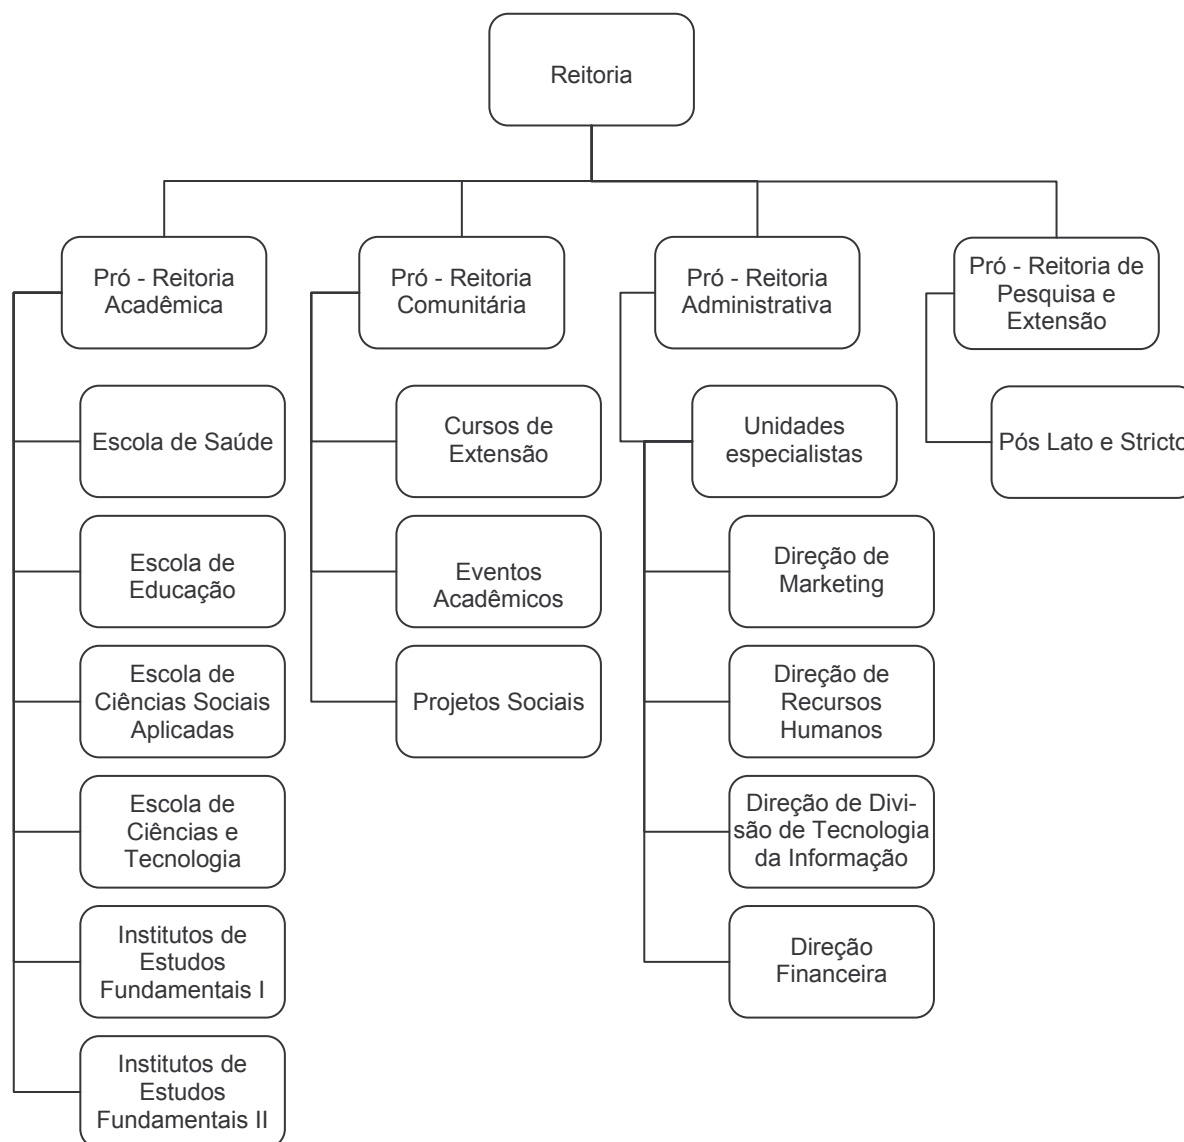 Reitoria
Pró - Reitoria
Acadêmica
Pró - Reitoria
Comunitária
Pró - Reitoria
Administrativa
Pró - Reitoria de
Pesquisa e
Extensão
Escola de Saúde
Escola de
Educação
Escola de
Ciências Sociais
Aplicadas
Escola de
Ciências e
Tecnologia
Institutos de
Estudos
Fundamentais I
Institutos de
Estudos
Fundamentais II
Cursos de
Extensão
Eventos
Acadêmicos
Projetos Sociais
Unidades
especialistas
Direção de
Marketing
Direção de
Recursos
Humanos
Direção de Divi-
são de Tecnologia
da Informação
Direção
Financeira
Pós Lato e Stricto